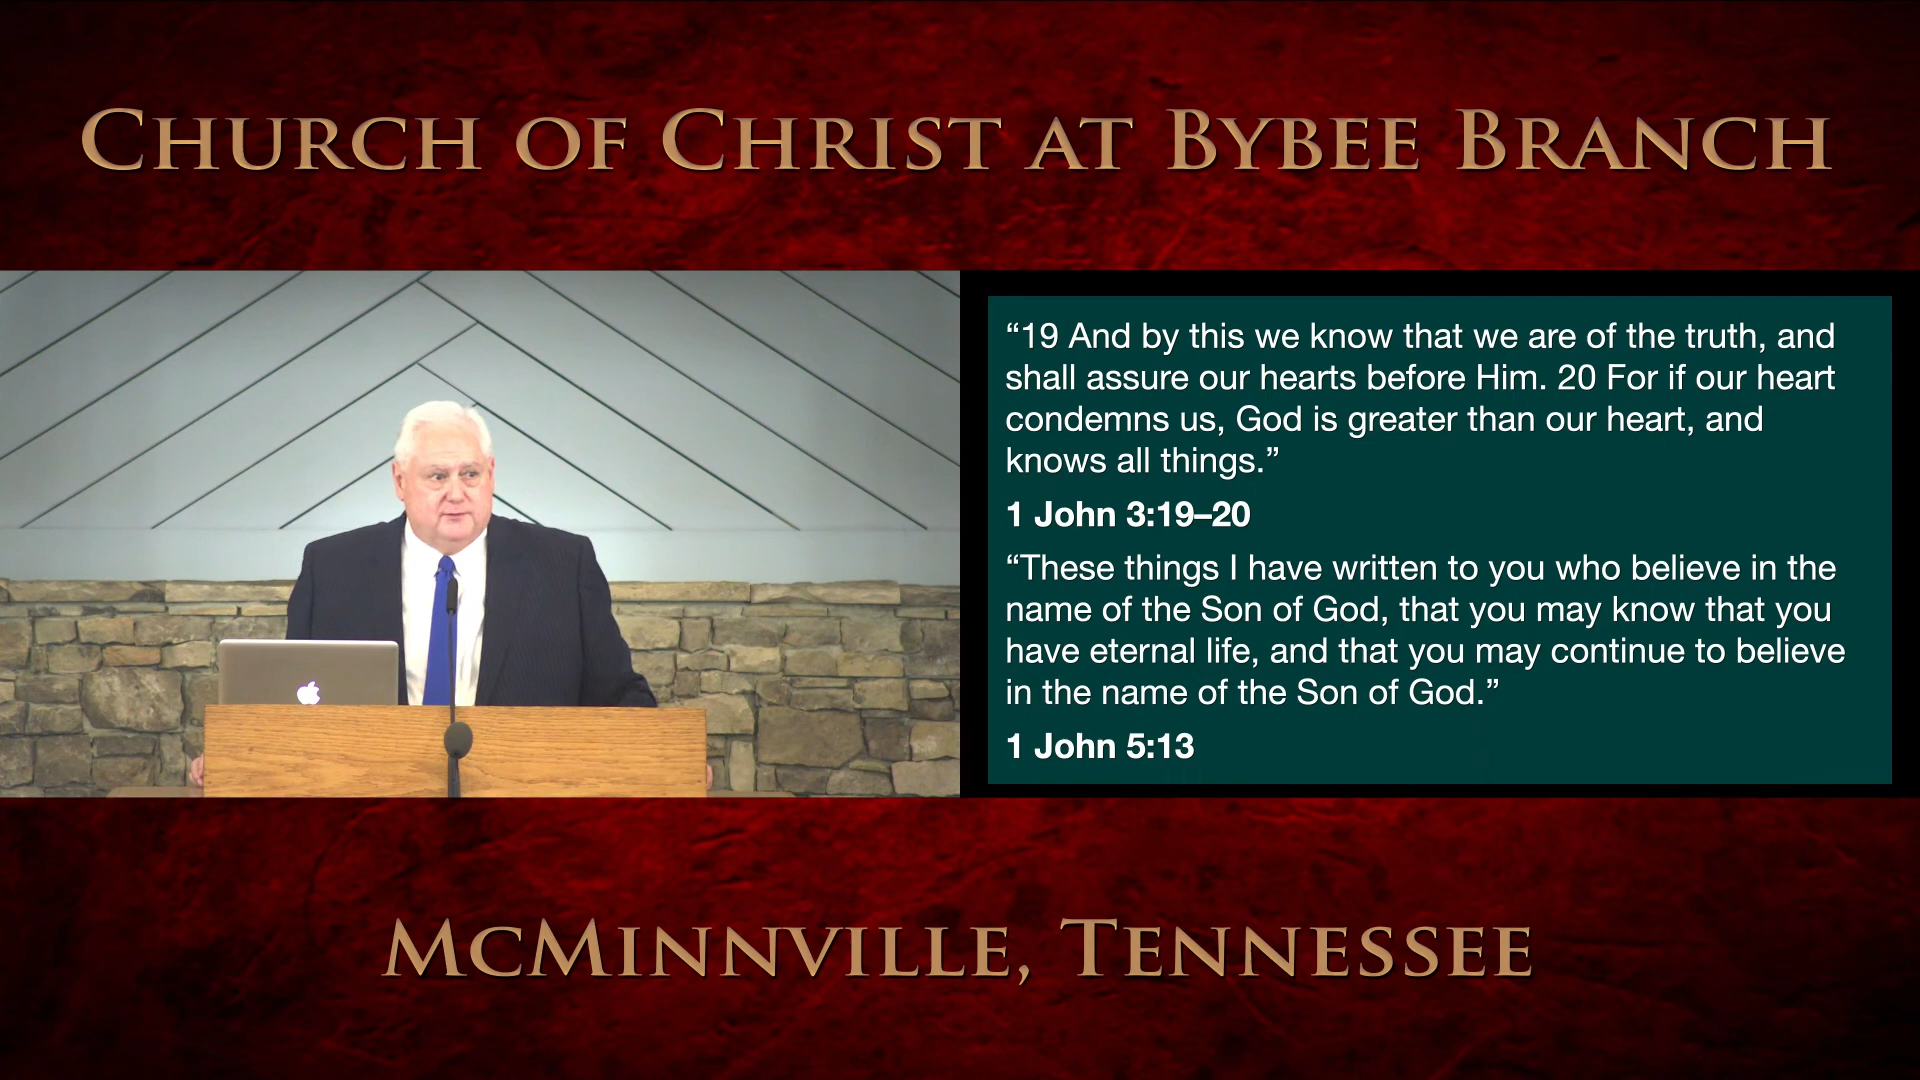 CHURCH OF CHRIST AT BYBEE BRANCH
“19 And by this we know that we are of the truth, and
shall assure our hearts before Him. 20 For if our heart
condemns us, God is greater than our heart, and
knows all things.”
1 John 3:19–20
“These things I have written to you who believe in the
name of the Son of God, that you may know that you
have eternal life, and that you may continue to believe
in the name of the Son of God.”
1 John 5:13
MCMINNVILLE, TENNESSEE